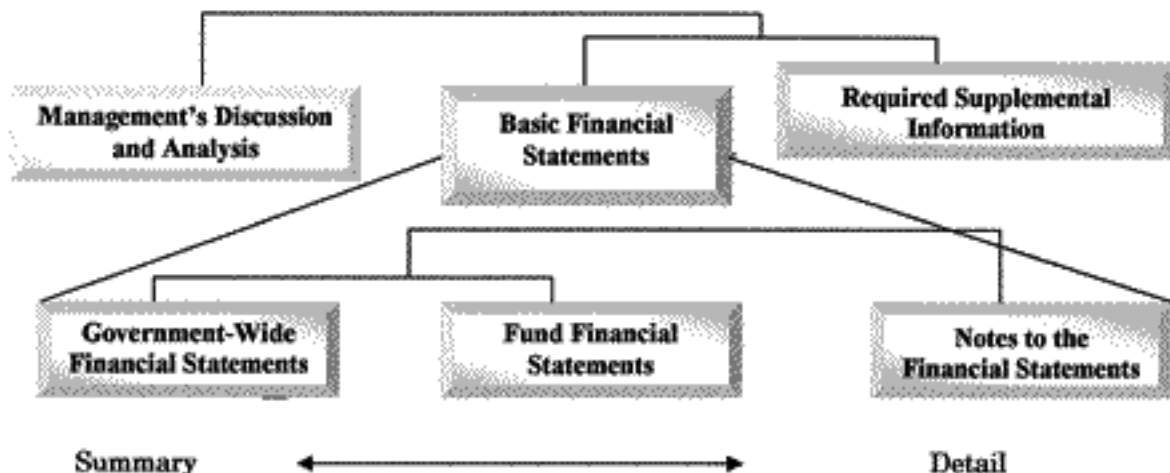 Management's Discussion
and Analysis
Basic Financial
Statements
Required Supplemental
Information
Government-Wide
Financial Statements
Fund Financial
Statements
Notes to the
Financial Statements
Summary
Detail